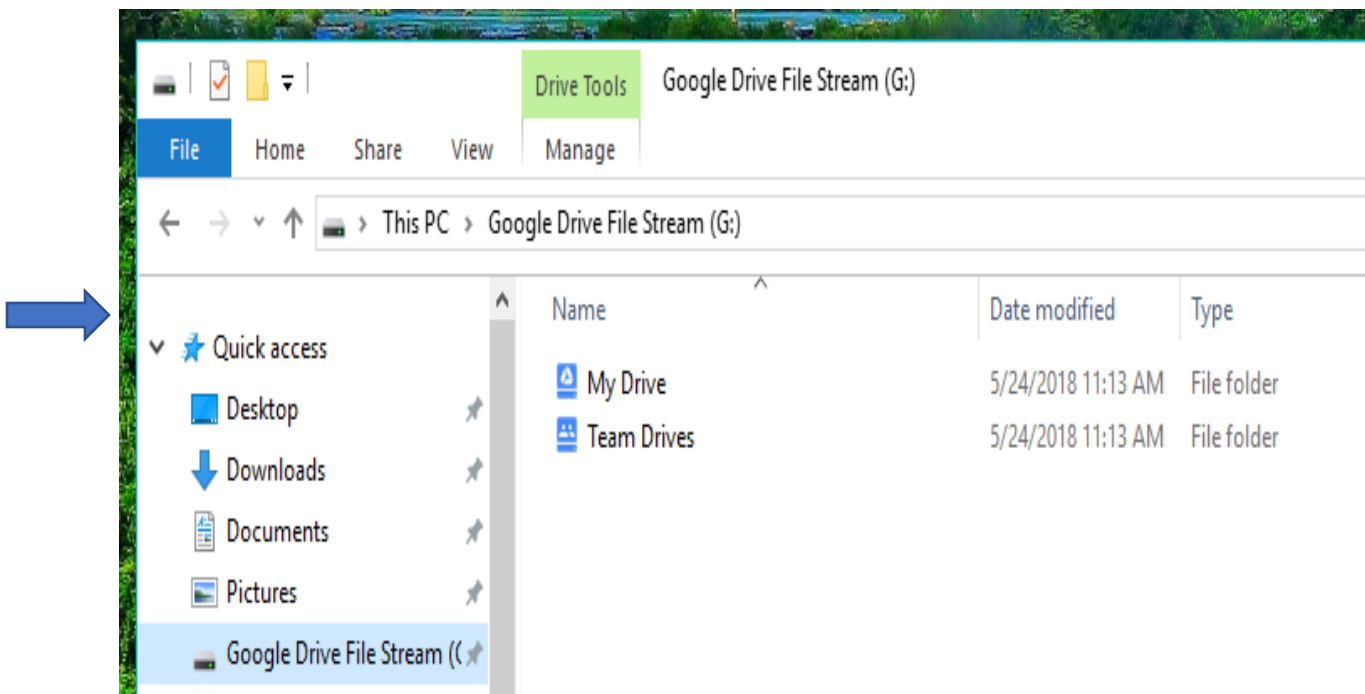 Drive Tools
Google Drive File Stream (G:)
File
Home
Share
View
Manage
This PC
Google Drive File Stream (G:)
Name
Date modified
Type
Quick access
My Drive
5/24/2018 11:13 AM
File folder
Desktop
Team Drives
5/24/2018 11:13 AM
File folder
Downloads
Documents
Pictures
Google Drive File Stream ((